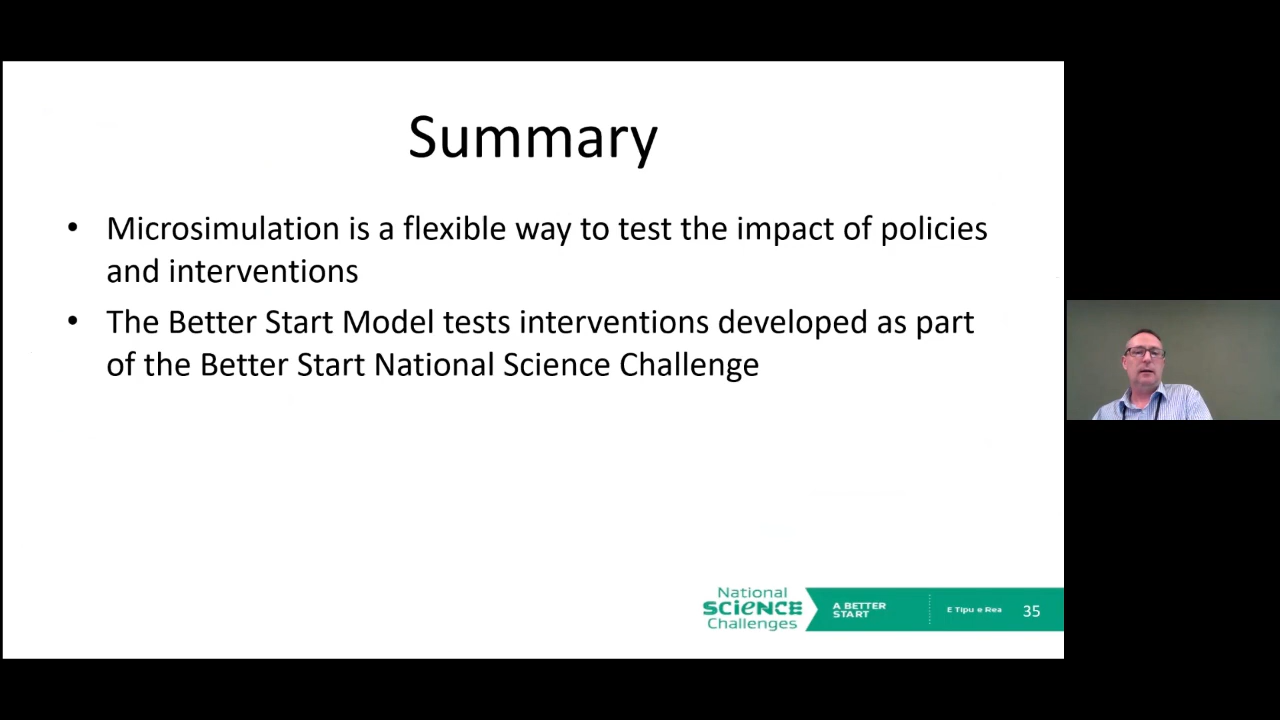 Summary
• Microsimulation is a flexible way to test the impact of policies
and interventions
• The Better Start Model tests interventions developed as part
of the Better Start National Science Challenge
National
SCIENCE
Challenges
A BETTER
START
E Tipu e Rea
35